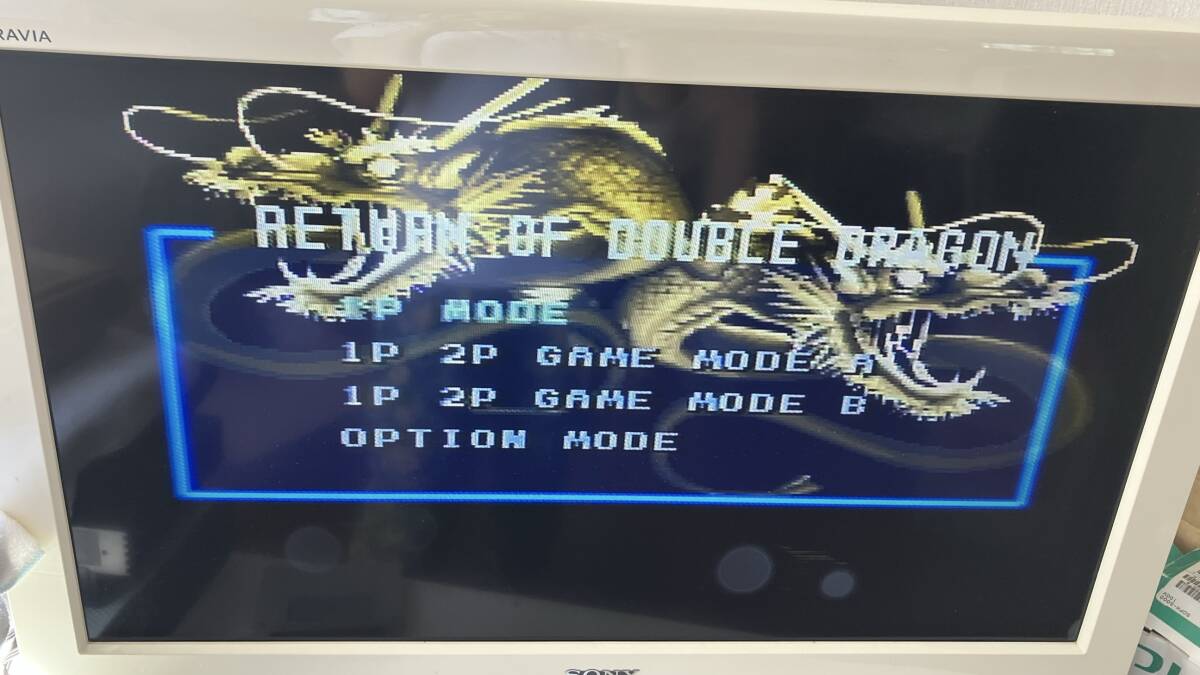 RAVIA
RETURN OF DOUBLE DRAGON
1P MODE
1P 2P GAME MODE A
1P 2P GAME MODE B
OPTION MODE
SONY